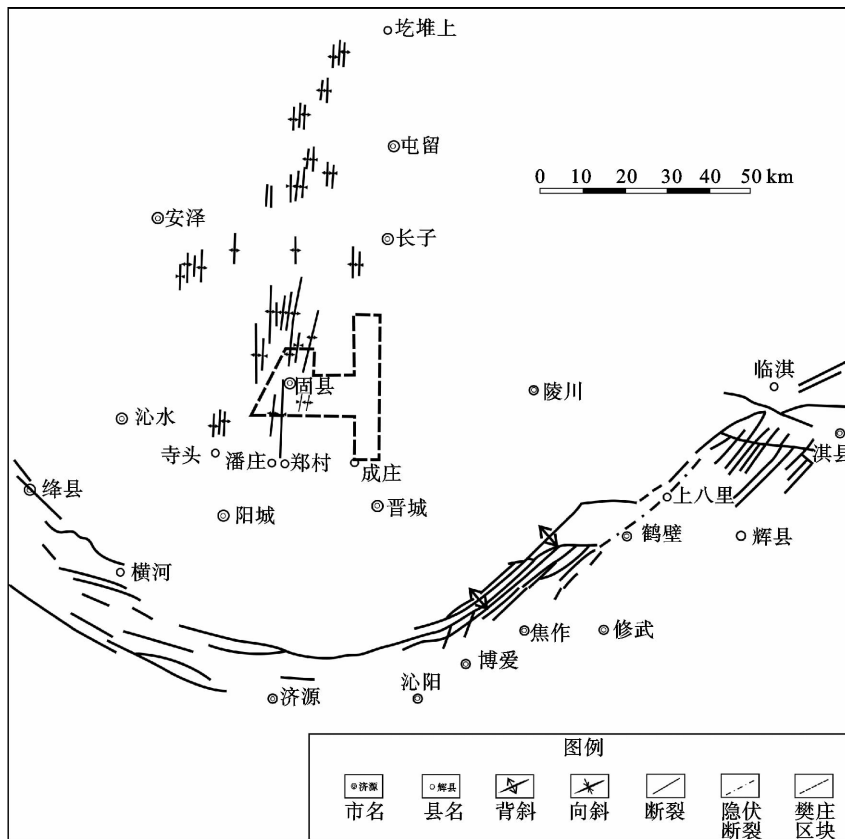 圪堆上
屯留
0 10 20 30 40 50 km
安泽
长子
临淇
固县
陵川
沁水
淇县
寺头
潘庄
郑村
成庄
绛县
上八里
阳城
晋城
鹤壁
辉县
横河
焦作
修武
博爱
济源
沁阳
图例
济源
辉县
市名
县名
背斜
向斜
断裂
隐伏
断裂
樊庄
区块